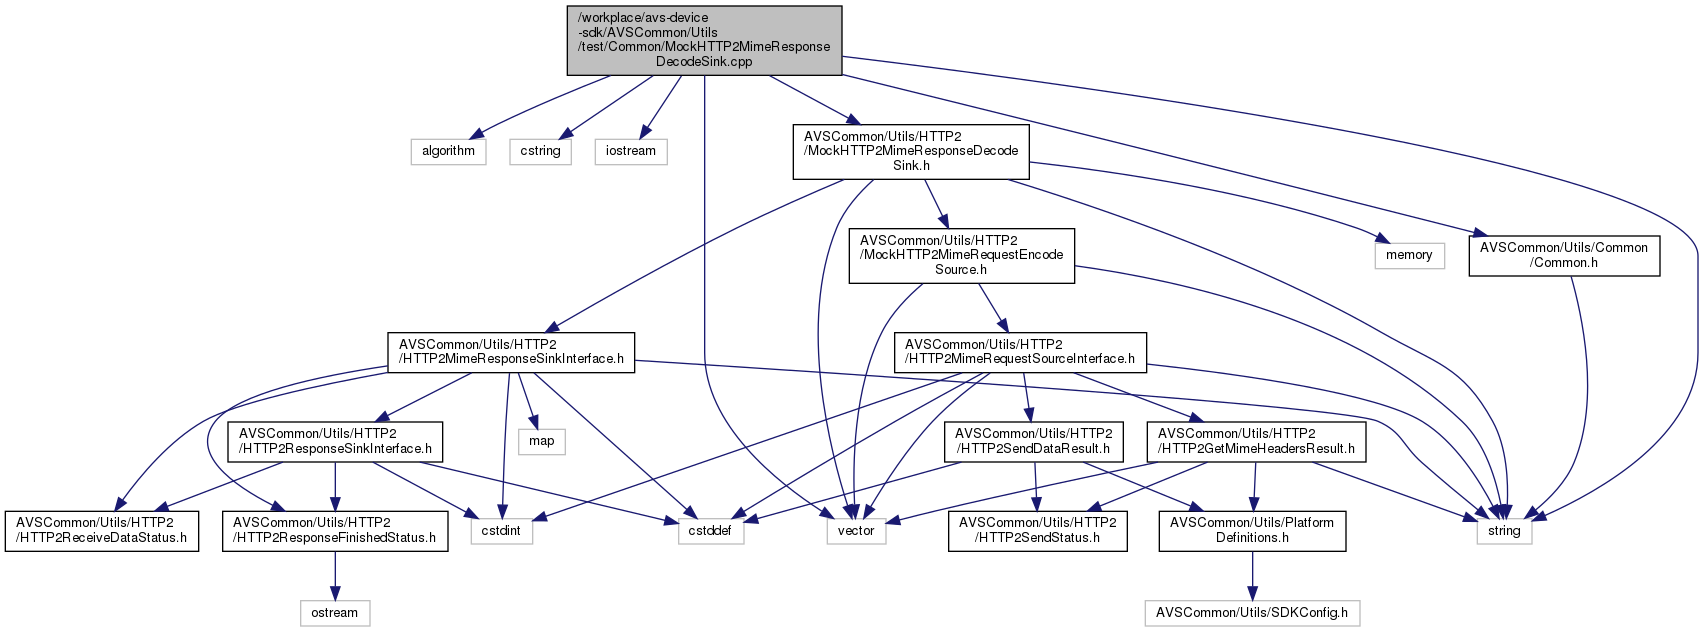 /workplace/avs-device
-sdk/AVSCommon/Utils
/test/Common/MockHTTP2MimeResponse
DecodeSink.cpp
algorithm
cstring
iostream
AVSCommon/Utils/HTTP2
/MockHTTP2MimeResponseDecode
Sink.h
AVSCommon/Utils/HTTP2
/MockHTTP2MimeRequestEncode
Source.h
memory
AVSCommon/Utils/Common
/Common.h
AVSCommon/Utils/HTTP2
/HTTP2MimeResponseSinkInterface.h
AVSCommon/Utils/HTTP2
/HTTP2MimeRequestSourceInterface.h
AVSCommon/Utils/HTTP2
/HTTP2ResponseSinkInterface.h
map
AVSCommon/Utils/HTTP2
/HTTP2SendDataResult.h
AVSCommon/Utils/HTTP2
/HTTP2GetMimeHeadersResult.h
AVSCommon/Utils/HTTP2
/HTTP2ReceiveDataStatus.h
AVSCommon/Utils/HTTP2
/HTTP2ResponseFinishedStatus.h
cstdint
cstddef
vector
AVSCommon/Utils/HTTP2
/HTTP2SendStatus.h
AVSCommon/Utils/Platform
Definitions.h
string
ostream
AVSCommon/Utils/SDKConfig.h